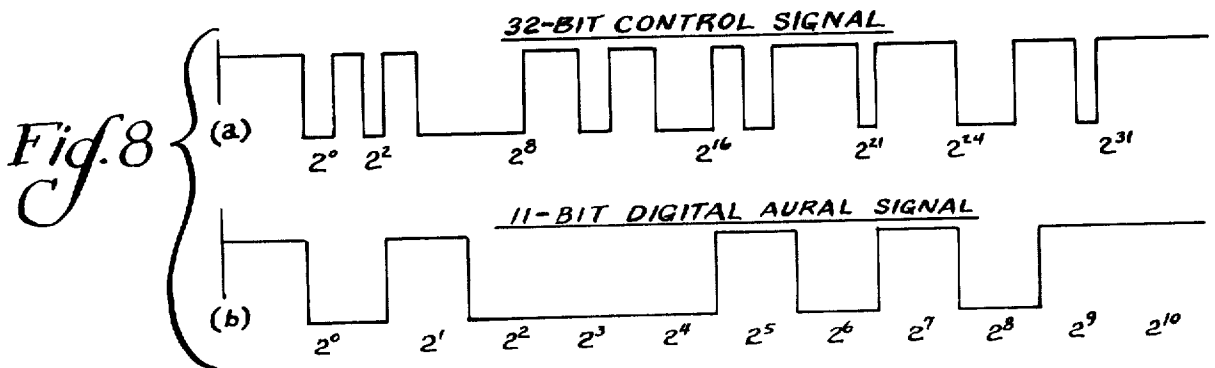 32-BIT CONTROL SIGNAL
Fig. 8
(a)
2⁰ 2² 2⁸ 2¹⁶ 2²¹ 2²⁴ 2³¹
11-BIT DIGITAL AURAL SIGNAL
(b)
2⁰ 2¹ 2² 2³ 2⁴ 2⁵ 2⁶ 2⁷ 2⁸ 2⁹ 2¹⁰